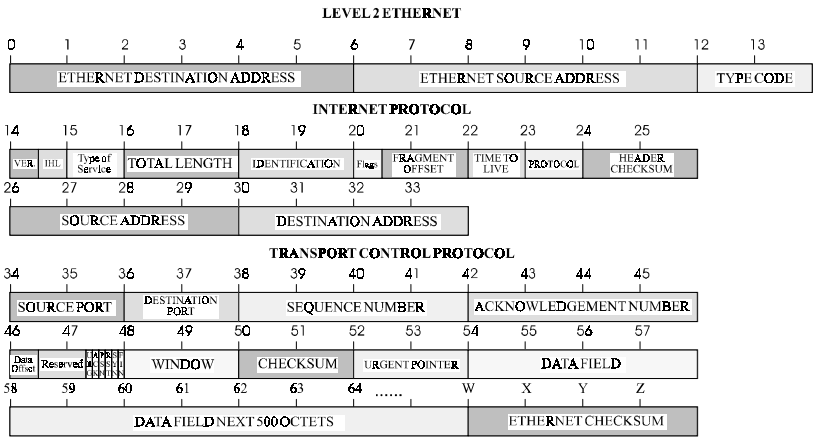 LEVEL 2 ETHERNET
0 1 2 3 4 5 6 7 8 9 10 11 12 13
ETHERNET DESTINATION ADDRESS ETHERNET SOURCE ADDRESS TYPE CODE
INTERNET PROTOCOL
14 15 16 17 18 19 20 21 22 23 24 25
VER. IHL Type of Service TOTAL LENGTH IDENTIFICATION Flags FRAGMENT OFFSET TIME TO LIVE PROTOCOL HEADER CHECKSUM
26 27 28 29 30 31 32 33
SOURCE ADDRESS DESTINATION ADDRESS
TRANSPORT CONTROL PROTOCOL
34 35 36 37 38 39 40 41 42 43 44 45
SOURCE PORT DESTINATION PORT SEQUENCE NUMBER ACKNOWLEDGEMENT NUMBER
46 47 48 49 50 51 52 53 54 55 56 57
Data Offset Reserved WINDOW CHECKSUM URGENT POINTER DATA FIELD
58 59 60 61 62 63 64 ...... W X Y Z
DATA FIELD NEXT 500 OCTETS ETHERNET CHECKSUM